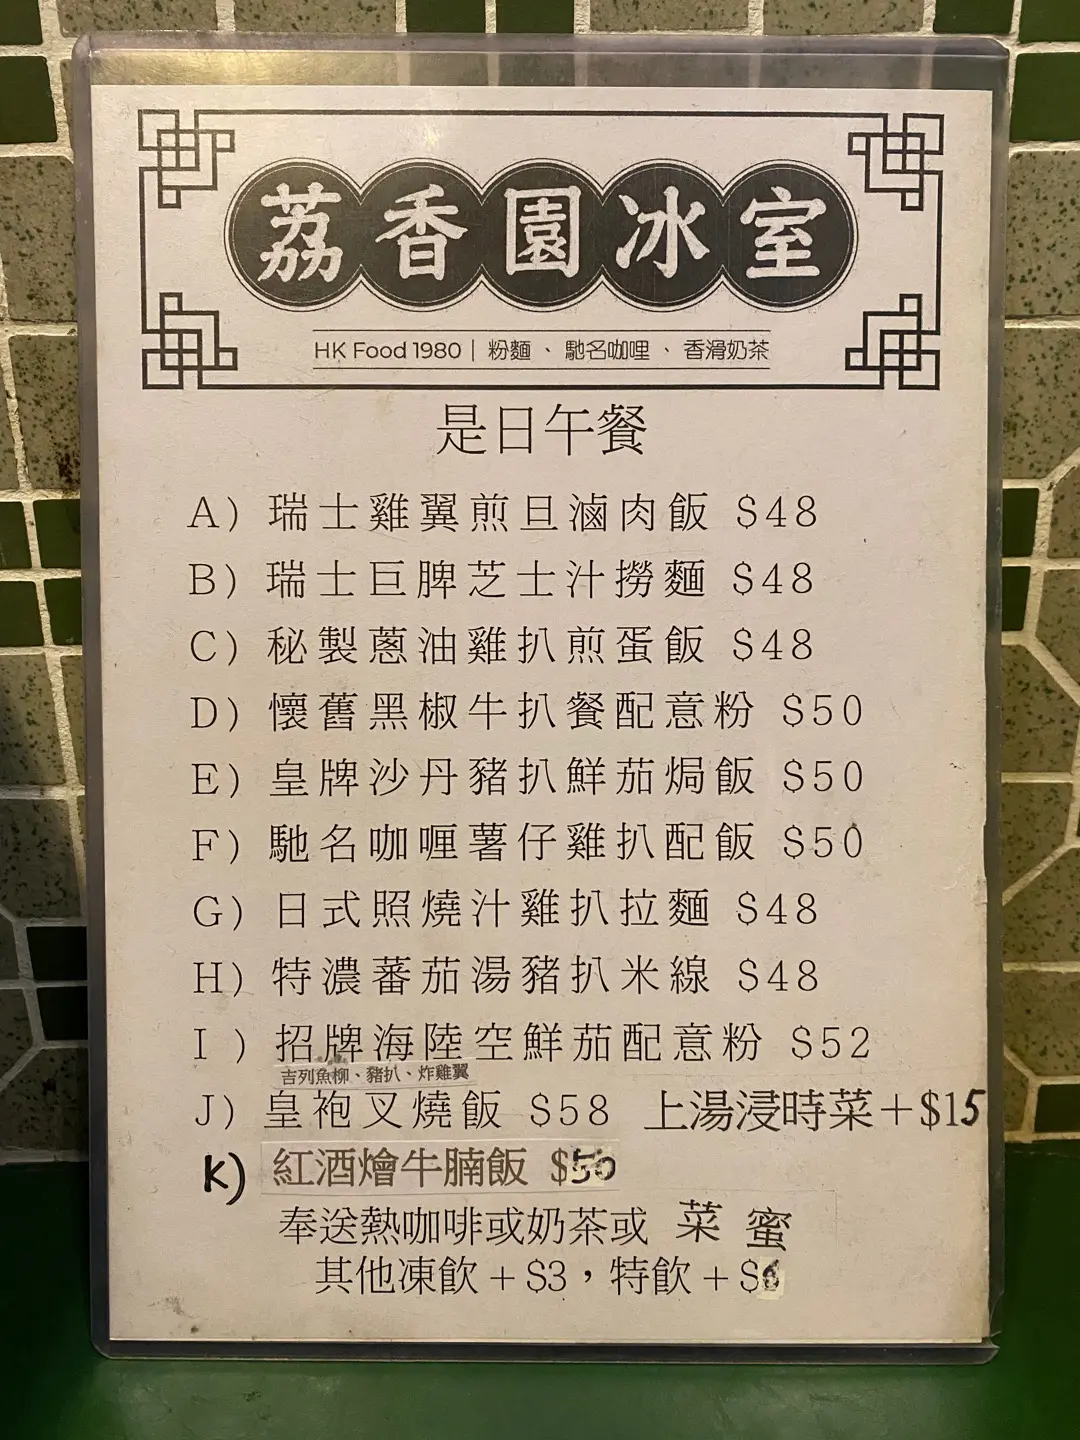 荔香園冰室
HK Food 1980｜粉麵、馳名咖哩、香滑奶茶
是日午餐
A) 瑞士雞翼煎旦滷肉飯 $48
B) 瑞士巨脾芝士汁撈麵 $48
C) 秘製蔥油雞扒煎蛋飯 $48
D) 懷舊黑椒牛扒餐配意粉 $50
E) 皇牌沙丹豬扒鮮茄焗飯 $50
F) 馳名咖喱薯仔雞扒配飯 $50
G) 日式照燒汁雞扒拉麵 $48
H) 特濃蕃茄湯豬扒米線 $48
I) 招牌海陸空鮮茄配意粉 $52
吉列魚柳、豬扒、炸雞翼
J) 皇袍叉燒飯 $58 上湯浸時菜＋$15
K) 紅酒燴牛腩飯 $50
奉送熱咖啡或奶茶或 菜 蜜
其他凍飲＋$3，特飲＋$6